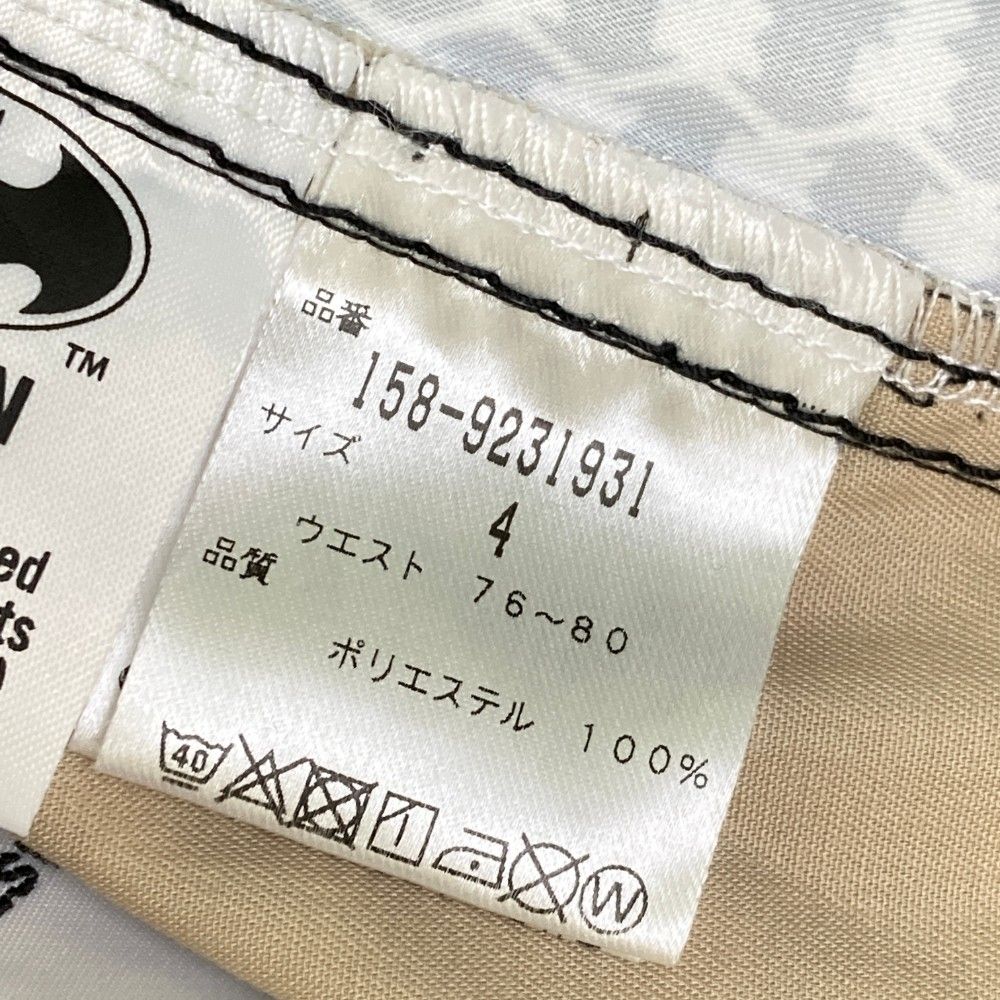 TM
N
ed
ts
品番
158-9231931
サイズ
4
ウエスト 76～80
品質
ポリエステル 100%
40
W